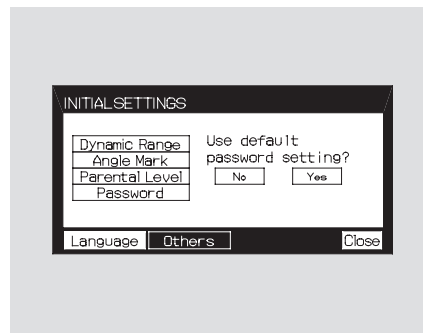 INITIAL SETTINGS
Dynamic Range
Angle Mark
Parental Level
Password
Use default
password setting?
No Yes
Language Others Close